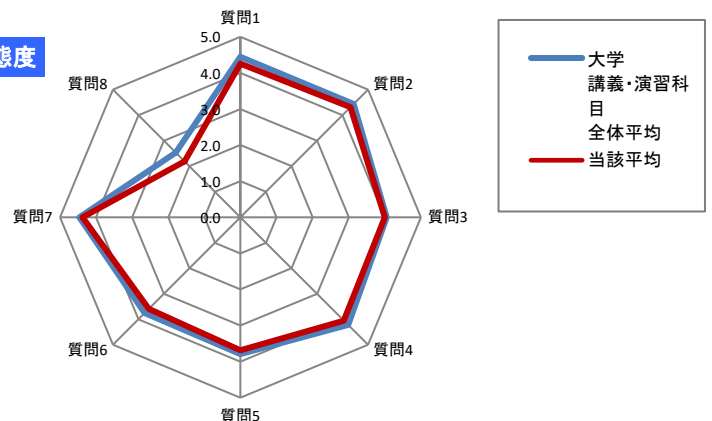 態度
質問1
5.0
4.0
3.0
2.0
1.0
0.0
質問2
質問3
質問4
質問5
質問6
質問7
質問8
大学
講義・演習科
目
全体平均
当該平均